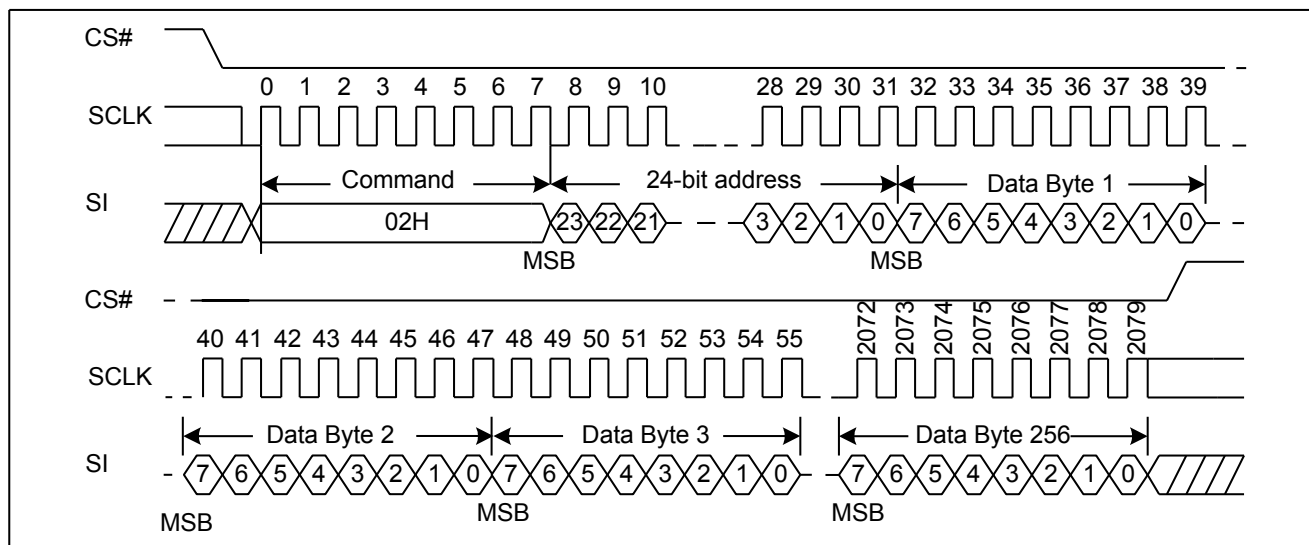 CS#
0 1 2 3 4 5 6 7 8 9 10 28 29 30 31 32 33 34 35 36 37 38 39
SCLK
Command 24-bit address Data Byte 1
SI
02H 23 22 21 3 2 1 0 7 6 5 4 3 2 1 0
MSB MSB
CS#
40 41 42 43 44 45 46 47 48 49 50 51 52 53 54 55 2072 2073 2074 2075 2076 2077 2078 2079
SCLK
Data Byte 2 Data Byte 3 Data Byte 256
SI
7 6 5 4 3 2 1 0 7 6 5 4 3 2 1 0 7 6 5 4 3 2 1 0
MSB MSB MSB